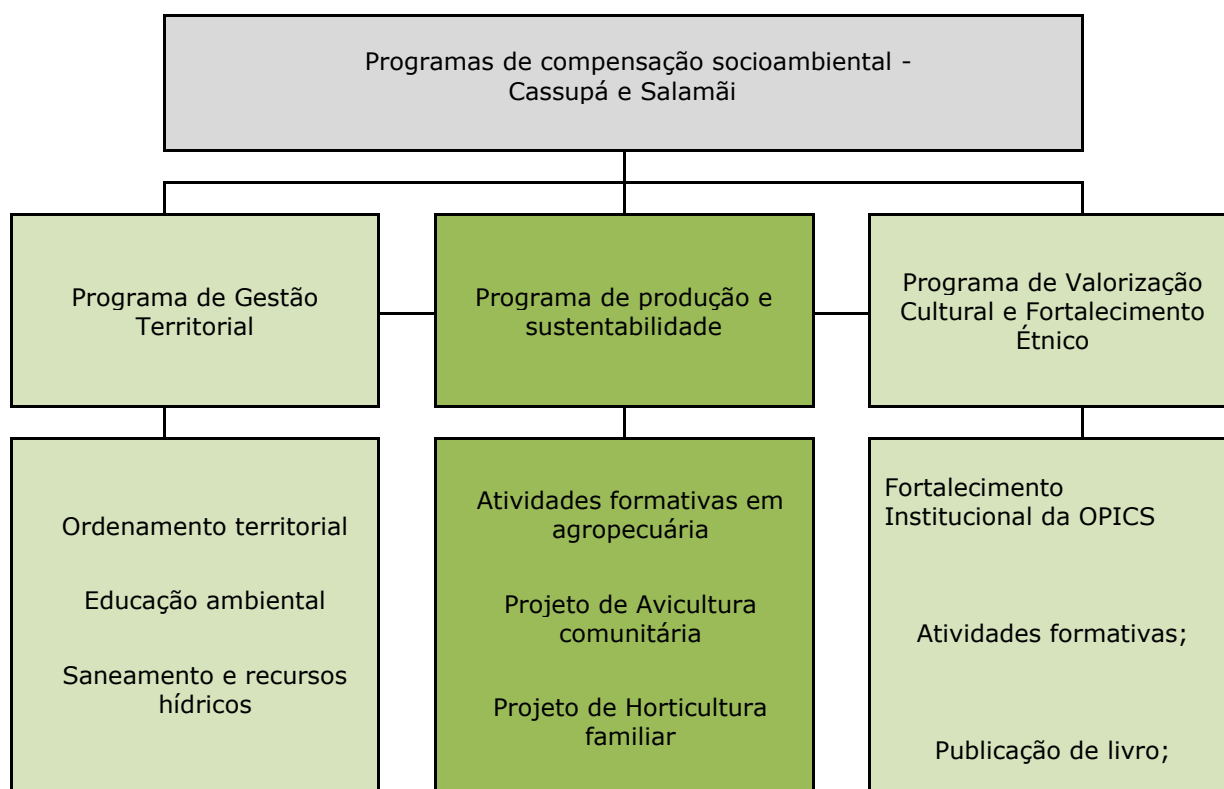 Programas de compensação socioambiental -
Cassupá e Salamãi
Programa de Gestão
Territorial
Programa de produção e
sustentabilidade
Programa de Valorização
Cultural e Fortalecimento
Étnico
Ordenamento territorial
Educação ambiental
Saneamento e recursos
hídricos
Atividades formativas em
agropecuária
Projeto de Avicultura
comunitária
Projeto de Horticultura
familiar
Fortalecimento
Institucional da OPICS
Atividades formativas;
Publicação de livro;